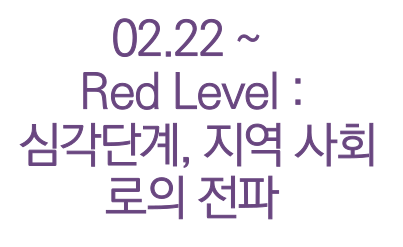 02.22 ~
Red Level :
심각단계, 지역 사회
로의 전파